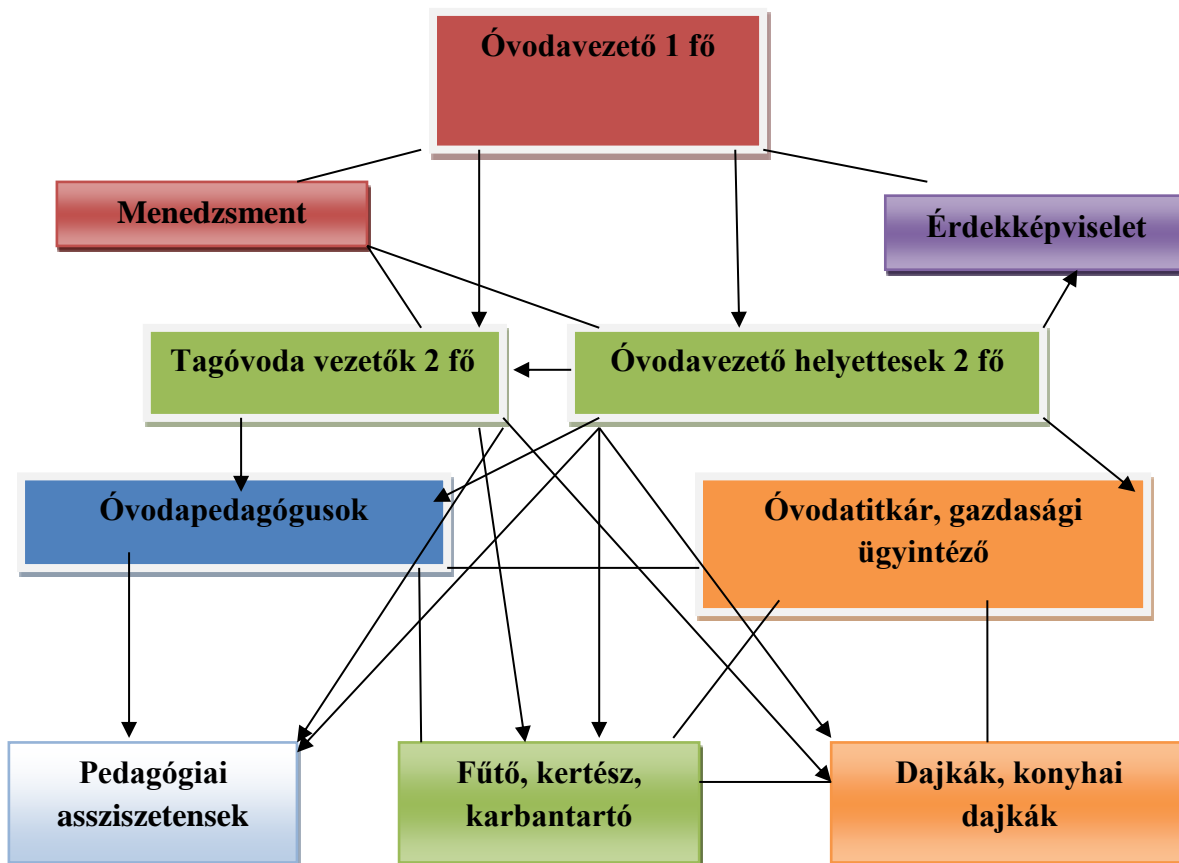 Óvodavezető 1 fő
Menedzsment
Érdekképviselet
Tagóvoda vezetők 2 fő
Óvodavezető helyettesek 2 fő
Óvodapedagógusok
Óvodatitkár, gazdasági
ügyintéző
Pedagógiai
assziszetensek
Fűtő, kertész,
karbantartó
Dajkák, konyhai
dajkák